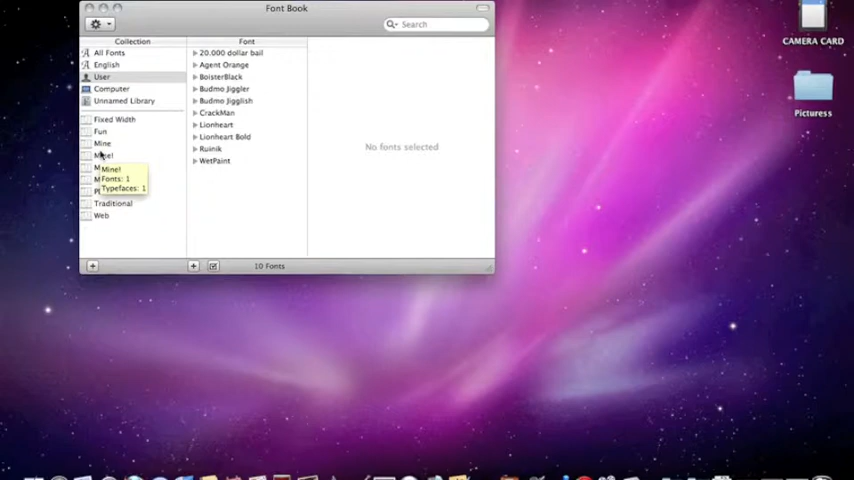 Font Book
Search
CAMERA CARD
Collection
Font
All Fonts
English
User
Computer
Unnamed Library
Fixed Width
Fun
Mine
Mine!
Traditional
Web
Mine!
Fonts: 1
Typefaces: 1
20.000 dollar bail
Agent Orange
BoisterBlack
Budmo Jiggler
Budmo Jigglish
CrackMan
Lionheart
Lionheart Bold
Ruinik
WetPaint
No fonts selected
10 Fonts
Picturess